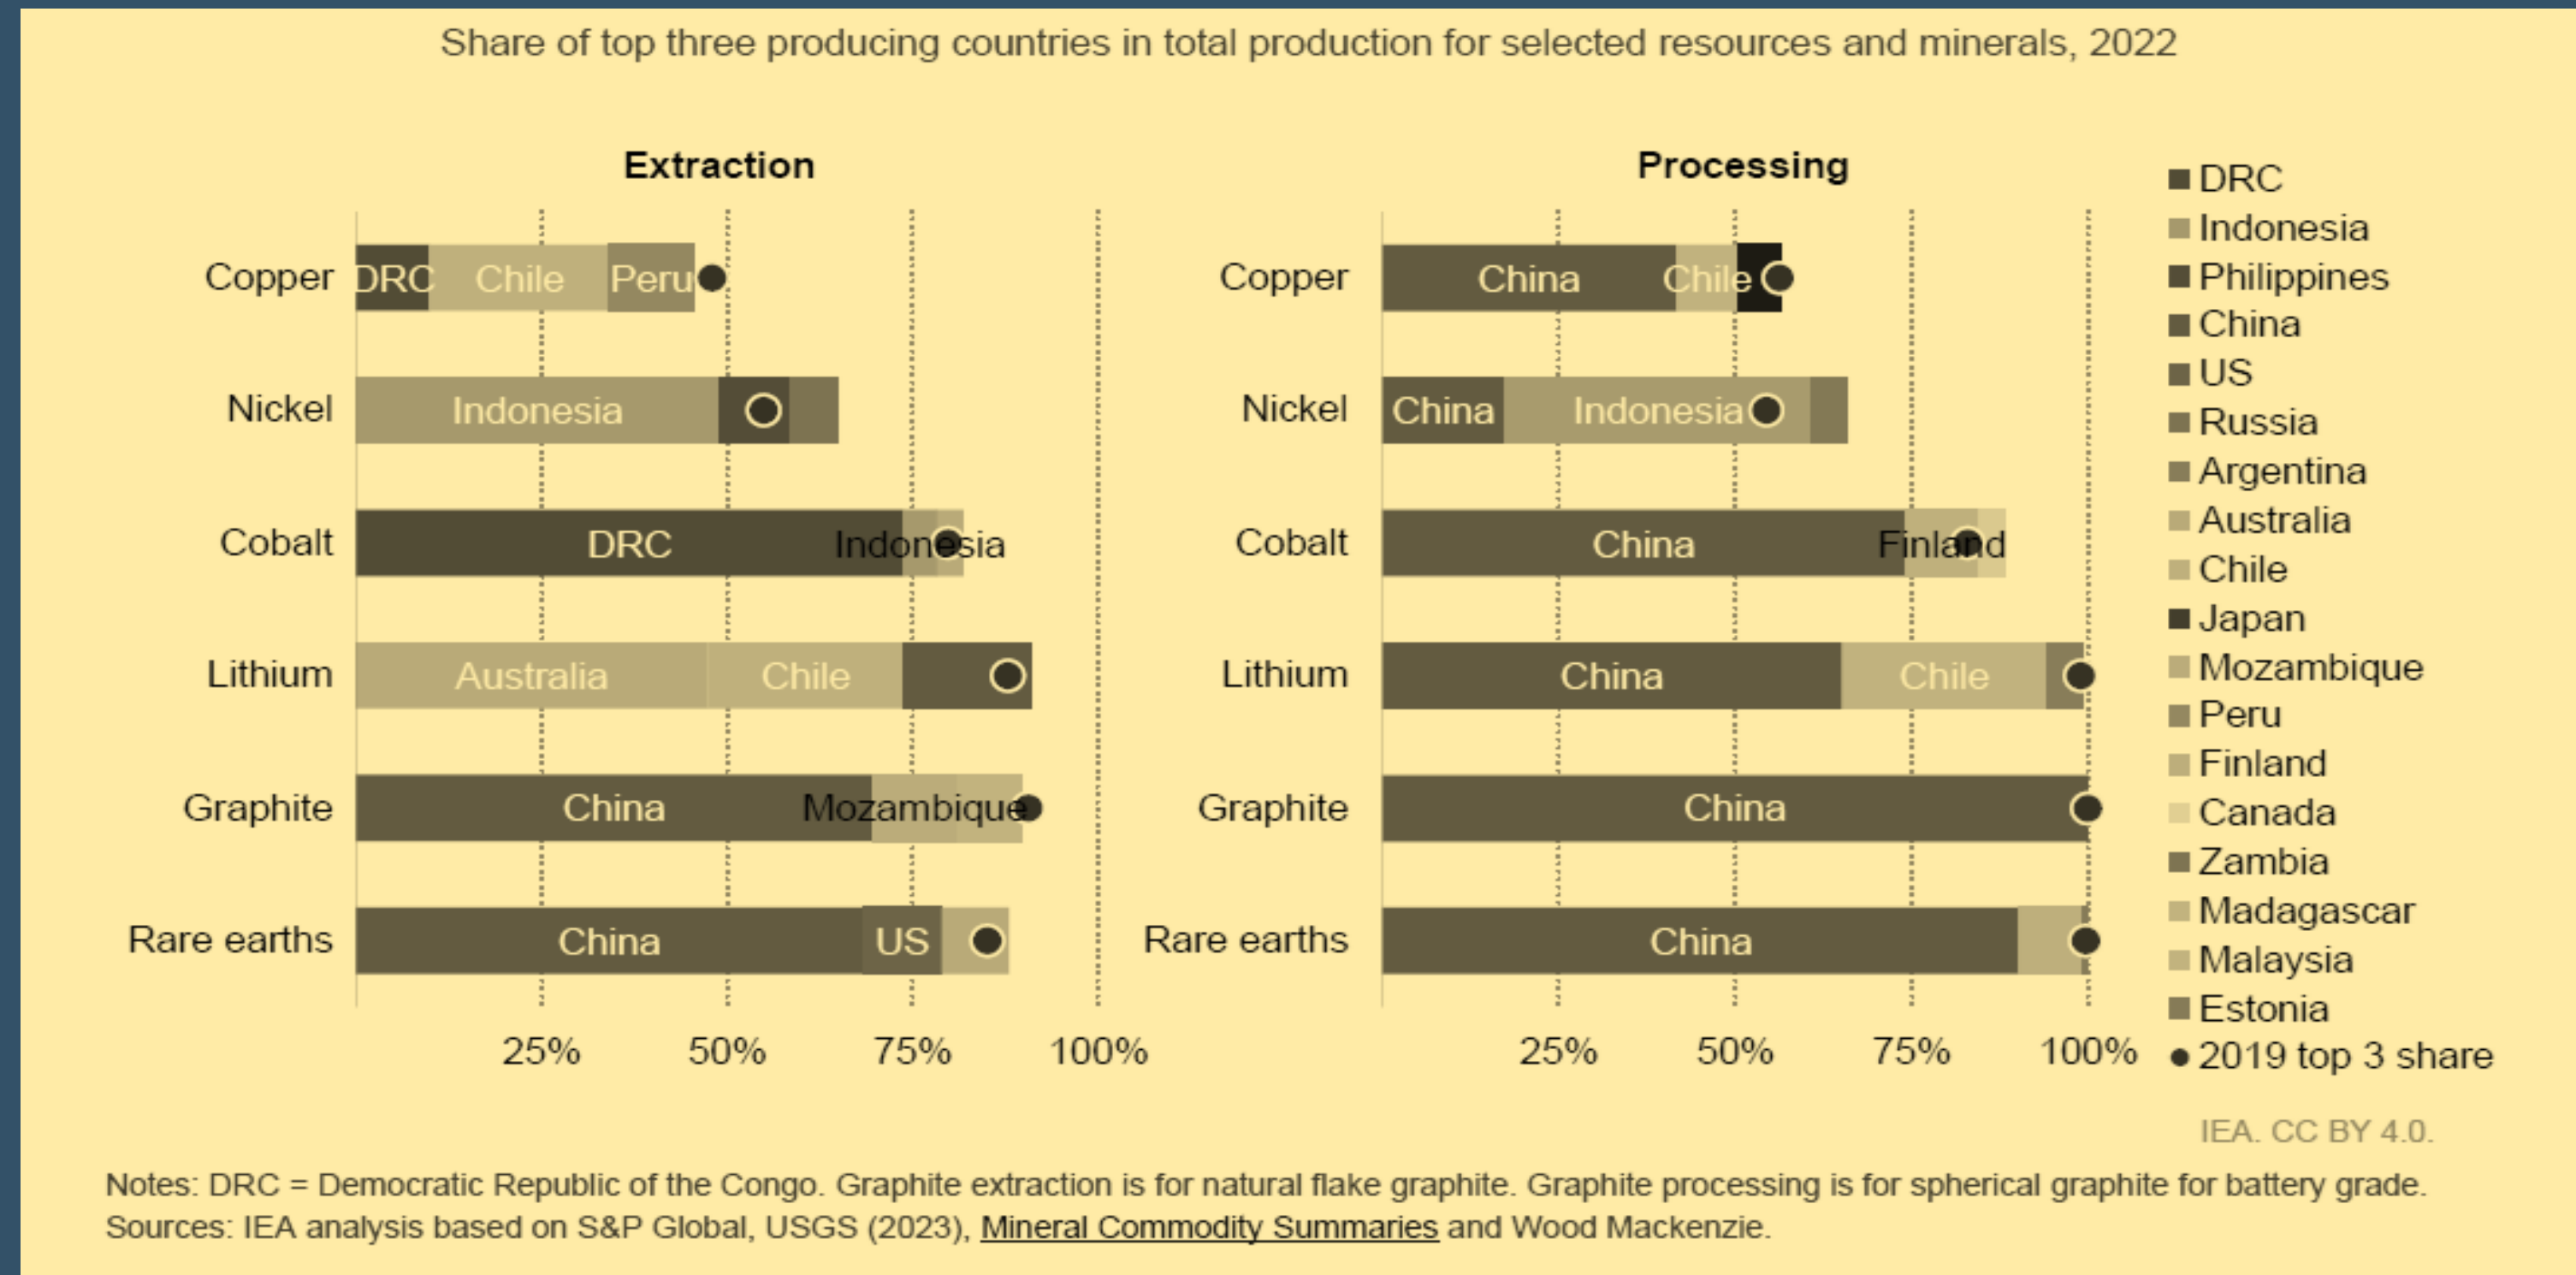 Share of top three producing countries in total production for selected resources and minerals, 2022
Extraction
Copper
DRC
Chile
Peru
Nickel
Indonesia
Cobalt
DRC
Indonesia
Lithium
Australia
Chile
Graphite
China
Mozambique
Rare earths
China
US
25%
50%
75%
100%
Processing
Copper
China
Chile
Nickel
China
Indonesia
Cobalt
China
Finland
Lithium
China
Chile
Graphite
China
Rare earths
China
25%
50%
75%
100%
DRC
Indonesia
Philippines
China
US
Russia
Argentina
Australia
Chile
Japan
Mozambique
Peru
Finland
Canada
Zambia
Madagascar
Malaysia
Estonia
2019 top 3 share
IEA. CC BY 4.0.
Notes: DRC = Democratic Republic of the Congo. Graphite extraction is for natural flake graphite. Graphite processing is for spherical graphite for battery grade.
Sources: IEA analysis based on S&P Global, USGS (2023), Mineral Commodity Summaries and Wood Mackenzie.